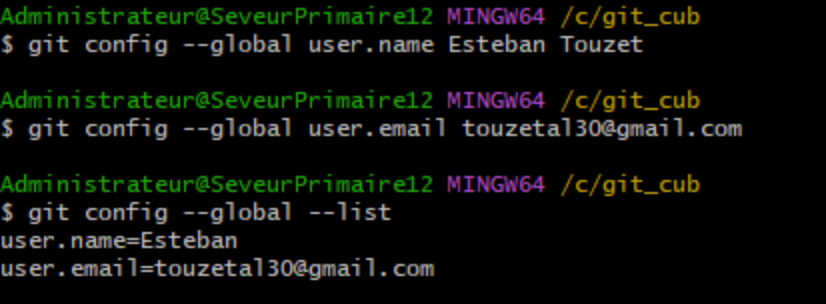 Administrateur@SeveurPrimaire12 MINGW64 /c/git_cub
$ git config --global user.name Esteban Touzet
Administrateur@SeveurPrimaire12 MINGW64 /c/git_cub
$ git config --global user.email touzetal30@gmail.com
Administrateur@SeveurPrimaire12 MINGW64 /c/git_cub
$ git config --global --list
user.name=Esteban
user.email=touzetal30@gmail.com